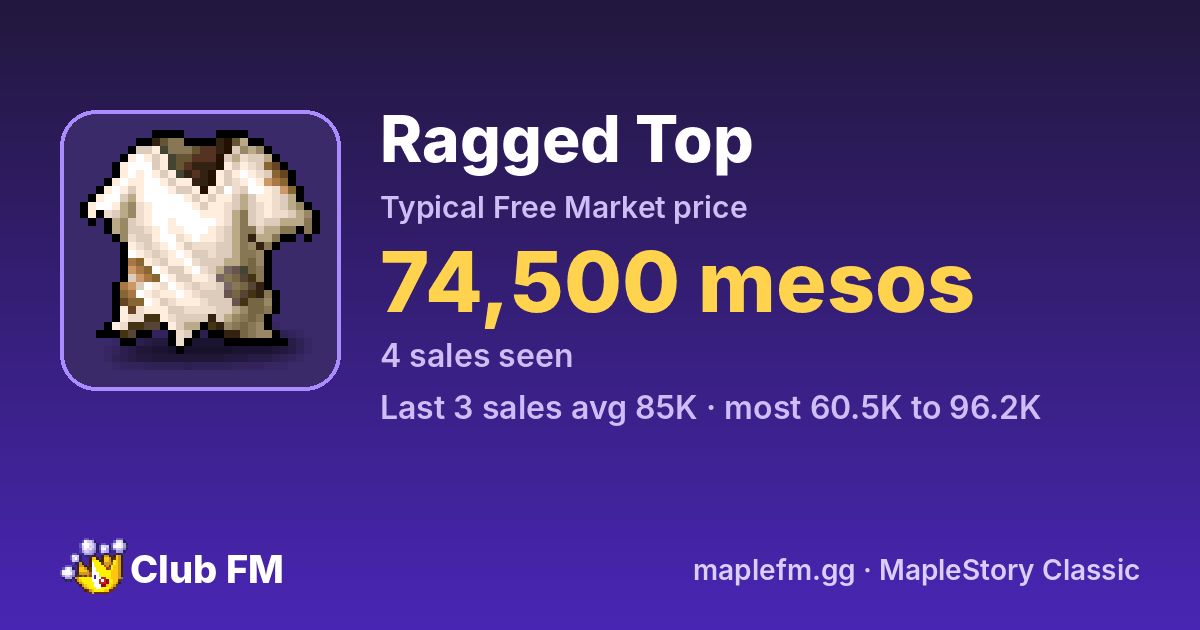 Ragged Top
Typical Free Market price
74,500 mesos
4 sales seen
Last 3 sales avg 85K · most 60.5K to 96.2K
Club FM
maplefm.gg · MapleStory Classic